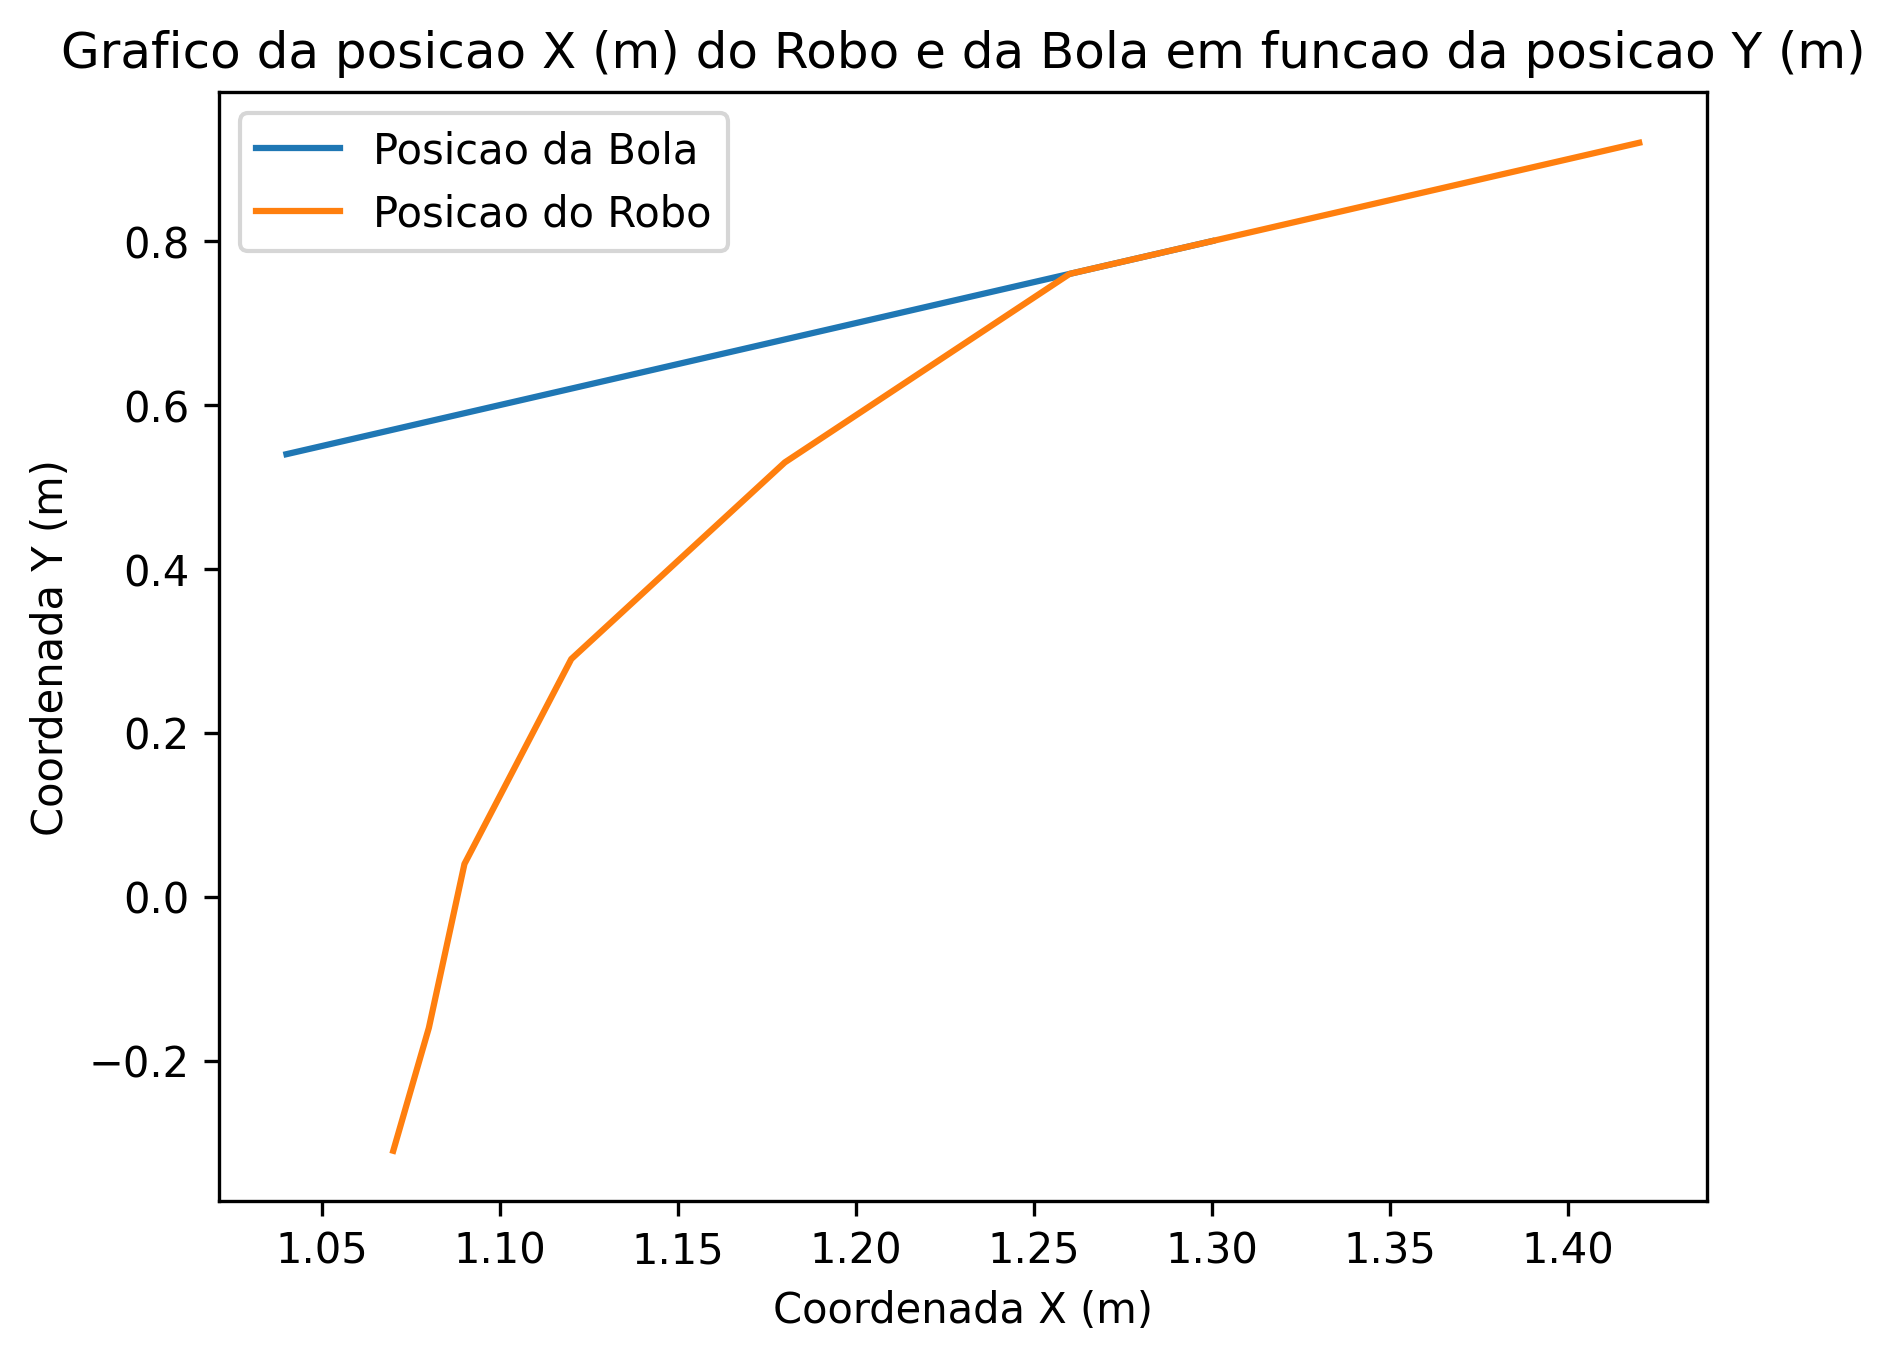 Grafico da posicao X (m) do Robo e da Bola em funcao da posicao Y (m)
Posicao da Bola
Posicao do Robo
0.8
0.6
0.4
0.2
0.0
−0.2
Coordenada Y (m)
1.05 1.10 1.15 1.20 1.25 1.30 1.35 1.40
Coordenada X (m)